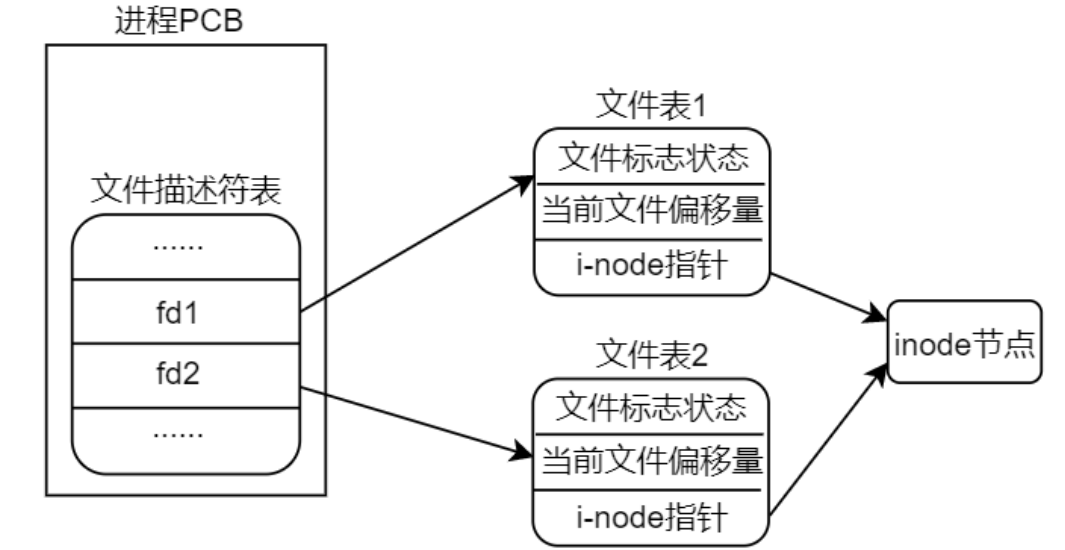 进程PCB
文件描述符表
......
fd1
fd2
......
文件表1
文件标志状态
当前文件偏移量
i-node指针
文件表2
文件标志状态
当前文件偏移量
i-node指针
inode节点